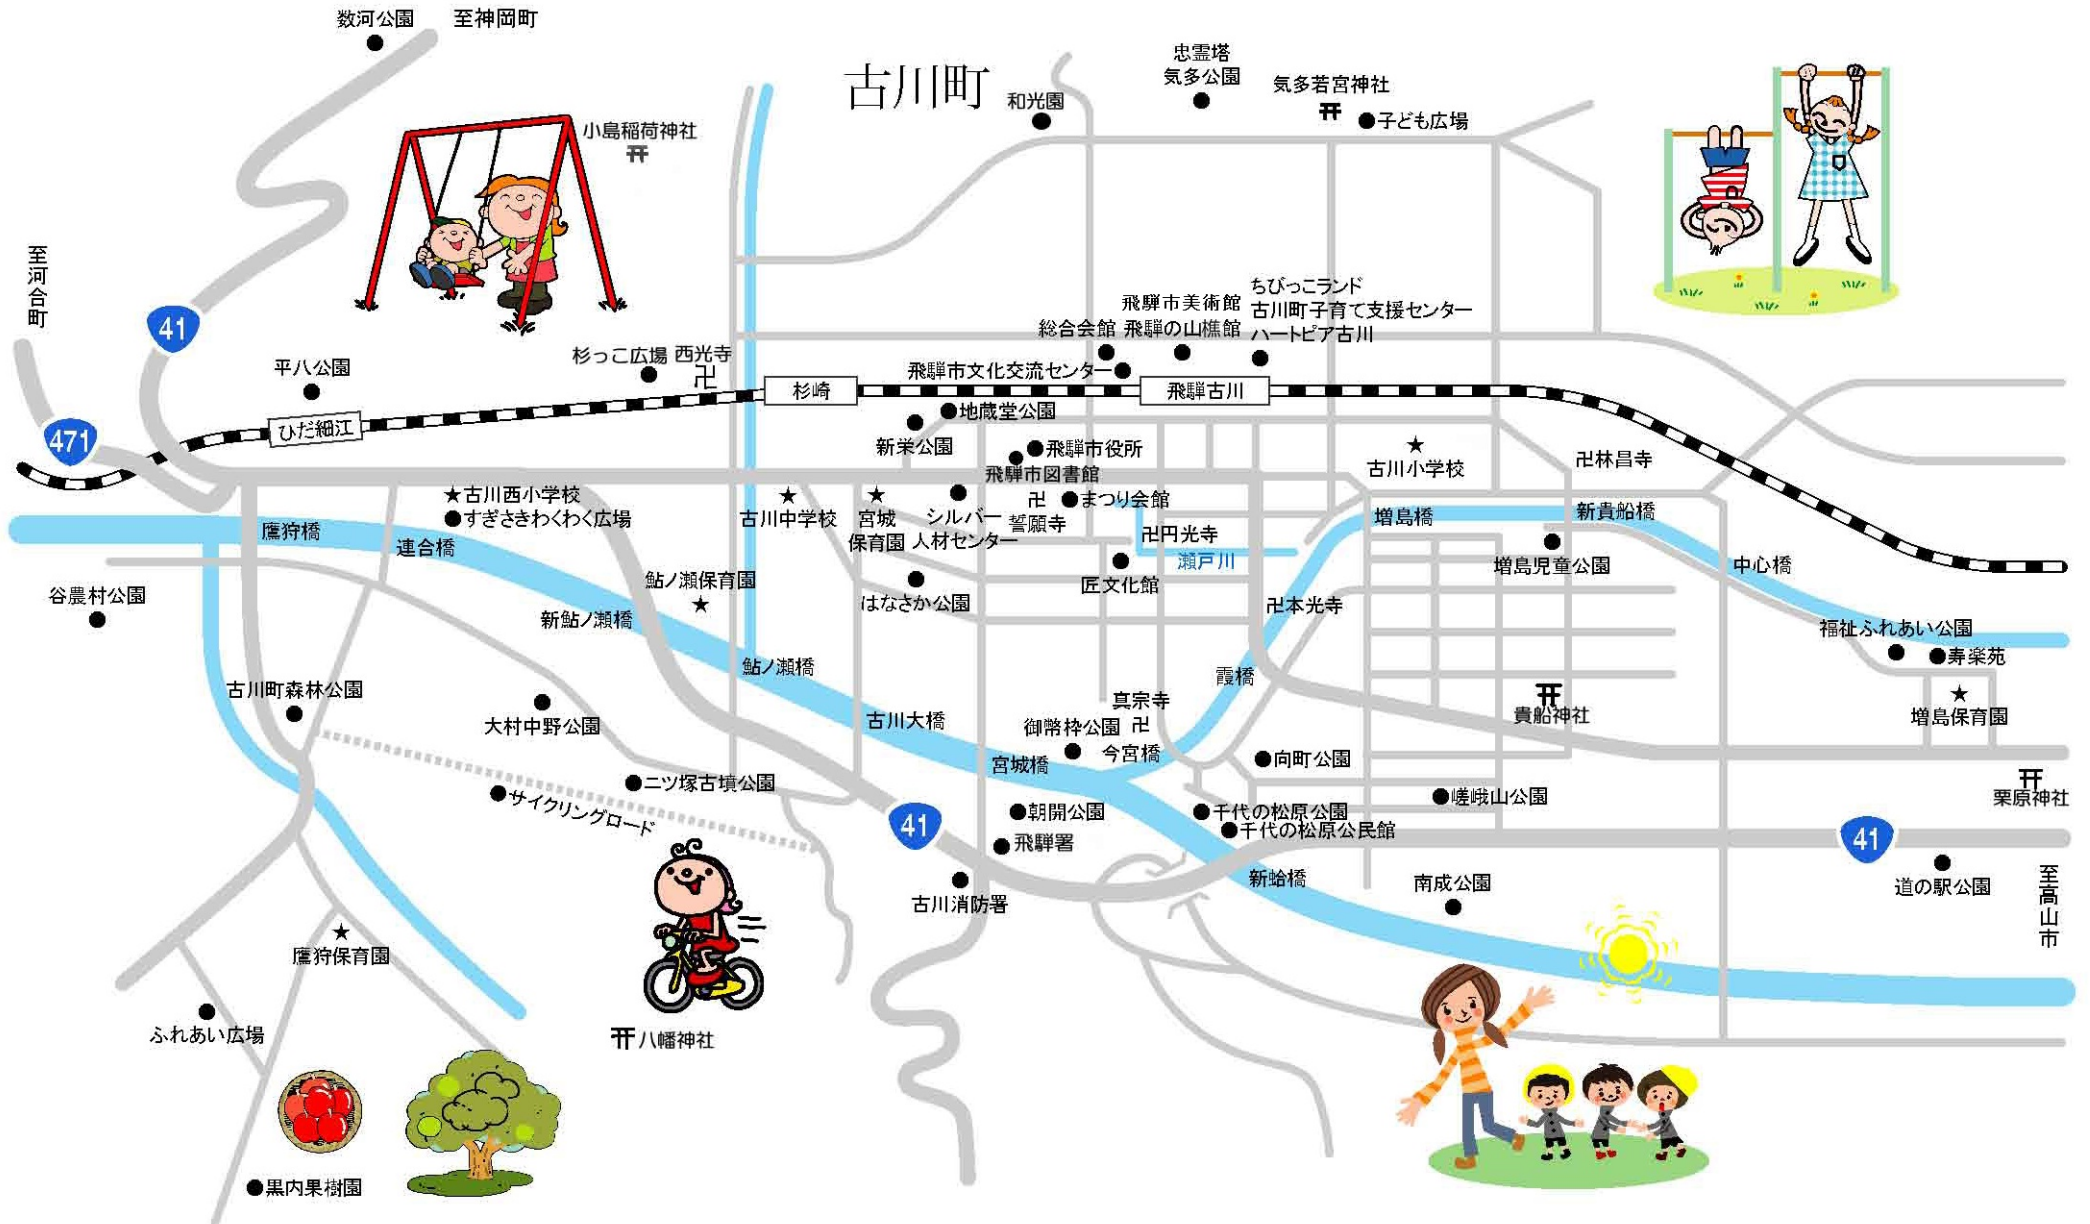 数河公園
至神岡町
古川町
和光園
忠霊塔
気多公園
気多若宮神社
子ども広場
小島稲荷神社
至河合町
41
471
平八公園
杉っこ広場
西光寺
ひだ細江
杉崎
飛騨古川
総合会館
飛騨市美術館
飛騨の山樵館
ちびっこランド
古川町子育て支援センター
ハートピア古川
飛騨市文化交流センター
地蔵堂公園
新栄公園
飛騨市役所
飛騨市図書館
古川小学校
卍林昌寺
★古川西小学校
すぎさきわくわく広場
古川中学校
宮城
保育園
シルバー
人材センター
卍
誓願寺
まつり会館
卍円光寺
瀬戸川
増島橋
新貴船橋
鷹狩橋
連合橋
増島児童公園
中心橋
鮎ノ瀬保育園
はなさか公園
匠文化館
谷農村公園
新鮎ノ瀬橋
卍本光寺
福祉ふれあい公園
寿楽苑
鮎ノ瀬橋
霞橋
古川町森林公園
大村中野公園
古川大橋
御幣枠公園
真宗寺
卍
今宮橋
貴船神社
増島保育園
宮城橋
向町公園
二ツ塚古墳公園
サイクリングロード
嵯峨山公園
栗原神社
朝開公園
千代の松原公園
千代の松原公民館
41
飛騨署
41
新蛤橋
古川消防署
南成公園
道の駅公園
至高山市
鷹狩保育園
ふれあい広場
八幡神社
黒内果樹園